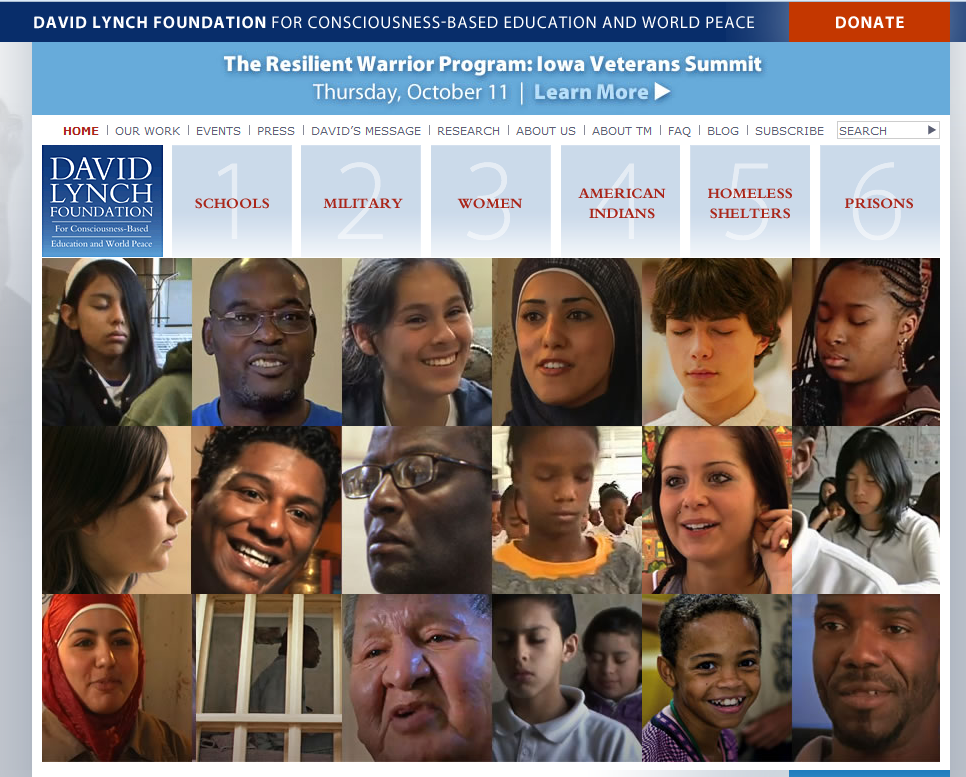 DAVID LYNCH FOUNDATION FOR CONSCIOUSNESS-BASED EDUCATION AND WORLD PEACE
DONATE
The Resilient Warrior Program: Iowa Veterans Summit
Thursday, October 11 | Learn More
HOME | OUR WORK | EVENTS | PRESS | DAVID'S MESSAGE | RESEARCH | ABOUT US | ABOUT TM | FAQ | BLOG | SUBSCRIBE
SEARCH
DAVID
LYNCH
FOUNDATION
For Consciousness-Based
Education and World Peace
1
SCHOOLS
2
MILITARY
3
WOMEN
4
AMERICAN
INDIANS
5
HOMELESS
SHELTERS
6
PRISONS